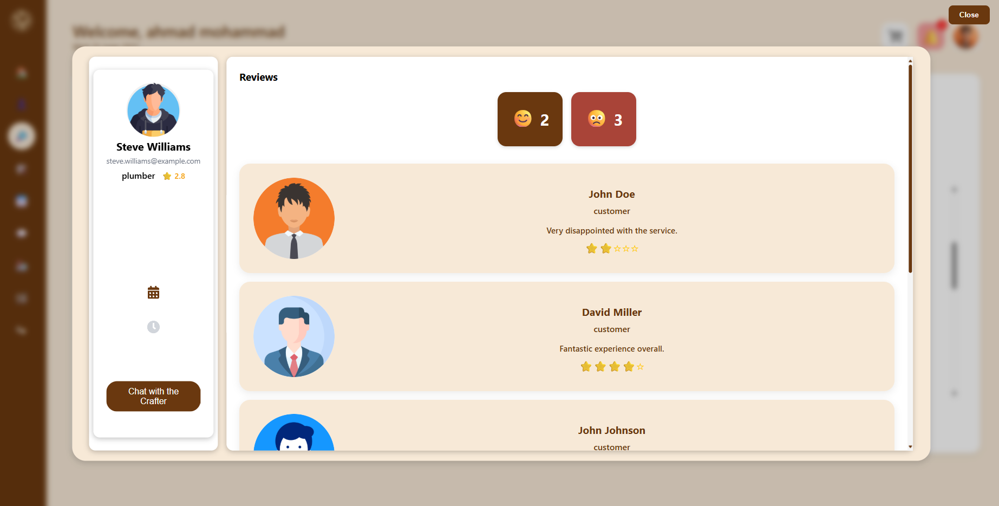 Close
Welcome, ahmad mohammad
Steve Williams
steve.williams@example.com
plumber ⭐ 2.8
Chat with the
Crafter
Reviews
😊 2
🙁 3
John Doe
customer
Very disappointed with the service.
⭐⭐☆☆☆
David Miller
customer
Fantastic experience overall.
⭐⭐⭐⭐☆
John Johnson
customer